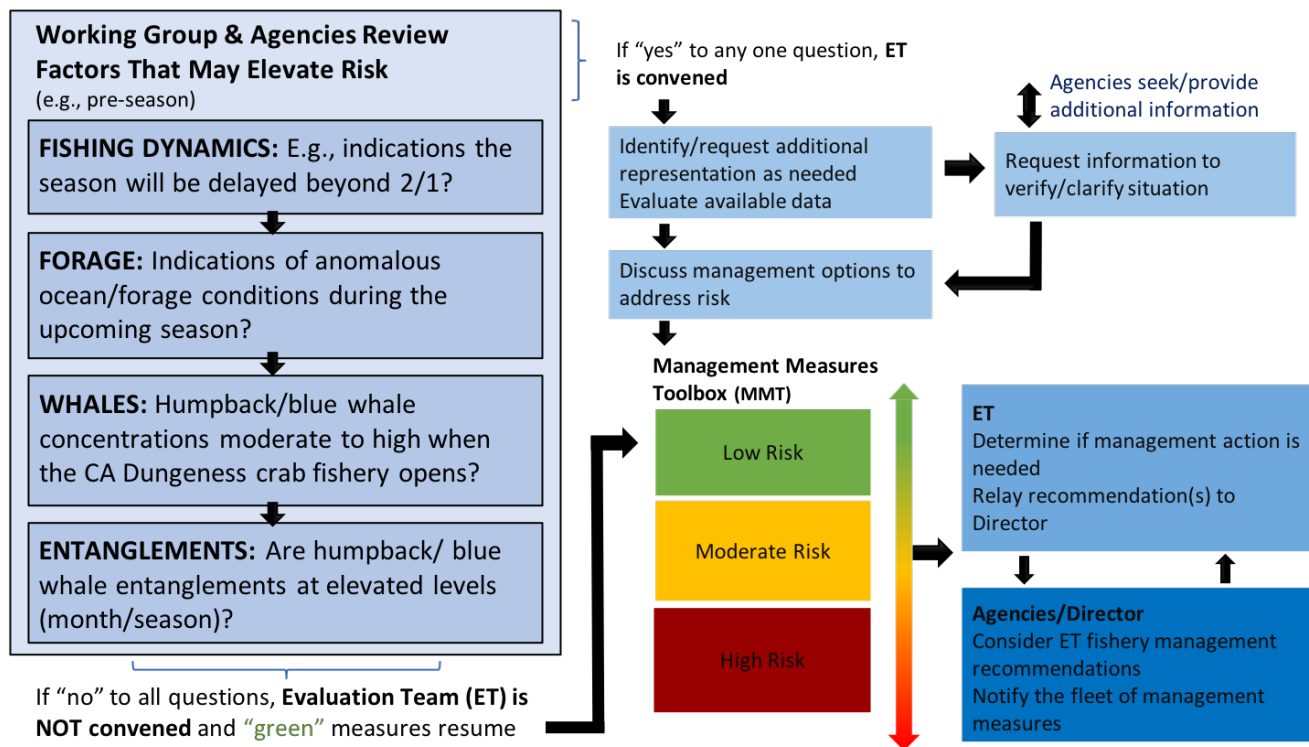 Working Group & Agencies Review
Factors That May Elevate Risk
(e.g., pre-season)
FISHING DYNAMICS: E.g., indications the
season will be delayed beyond 2/1?
FORAGE: Indications of anomalous
ocean/forage conditions during the
upcoming season?
WHALES: Humpback/blue whale
concentrations moderate to high when
the CA Dungeness crab fishery opens?
ENTANGLEMENTS: Are humpback/ blue
whale entanglements at elevated levels
(month/season)?
If “no” to all questions, Evaluation Team (ET) is
NOT convened and “green” measures resume
If “yes” to any one question, ET
is convened
Identify/request additional
representation as needed
Evaluate available data
Agencies seek/provide
additional information
Request information to
verify/clarify situation
Discuss management options to
address risk
Management Measures
Toolbox (MMT)
Low Risk
Moderate Risk
High Risk
ET
Determine if management action is
needed
Relay recommendation(s) to
Director
Agencies/Director
Consider ET fishery management
recommendations
Notify the fleet of management
measures